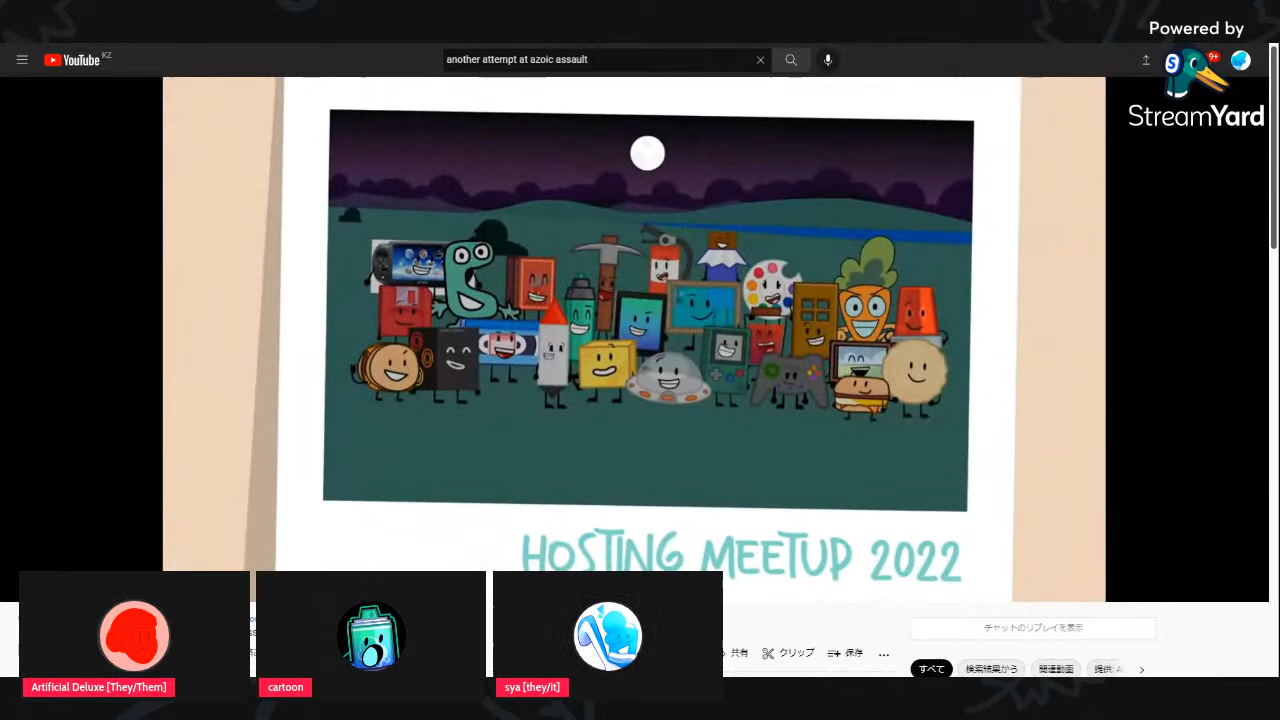 Powered by
YouTube KZ
another attempt at azoic assault
9+
S
StreamYard
HOSTING MEETUP 2022
チャットのリプレイを表示
共有
クリップ
保存
すべて
検索結果から
関連動画
Artificial Deluxe [They/Them]
cartoon
sya [they/it]